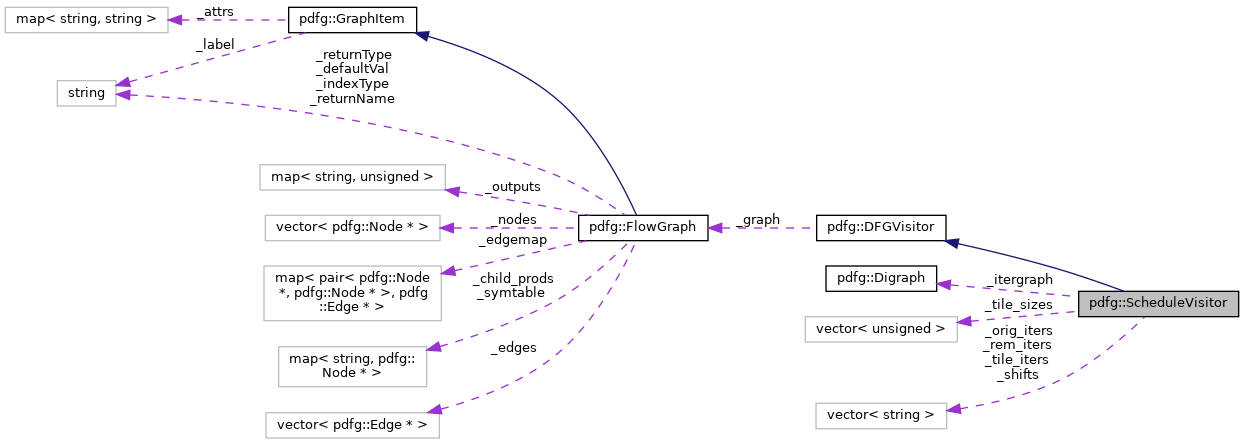 map< string, string >
_attrs
pdfg::GraphItem
_label
string
_returnType
_defaultVal
_indexType
_returnName
map< string, unsigned >
_outputs
vector< pdfg::Node * >
_nodes
_edgemap
map< pair< pdfg::Node
*, pdfg::Node * >, pdfg
::Edge * >
_child_prods
_symtable
map< string, pdfg::
Node * >
_edges
vector< pdfg::Edge * >
pdfg::FlowGraph
_graph
pdfg::DFGVisitor
pdfg::Digraph
_itergraph
pdfg::ScheduleVisitor
vector< unsigned >
_tile_sizes
_orig_iters
_rem_iters
_tile_iters
_shifts
vector< string >